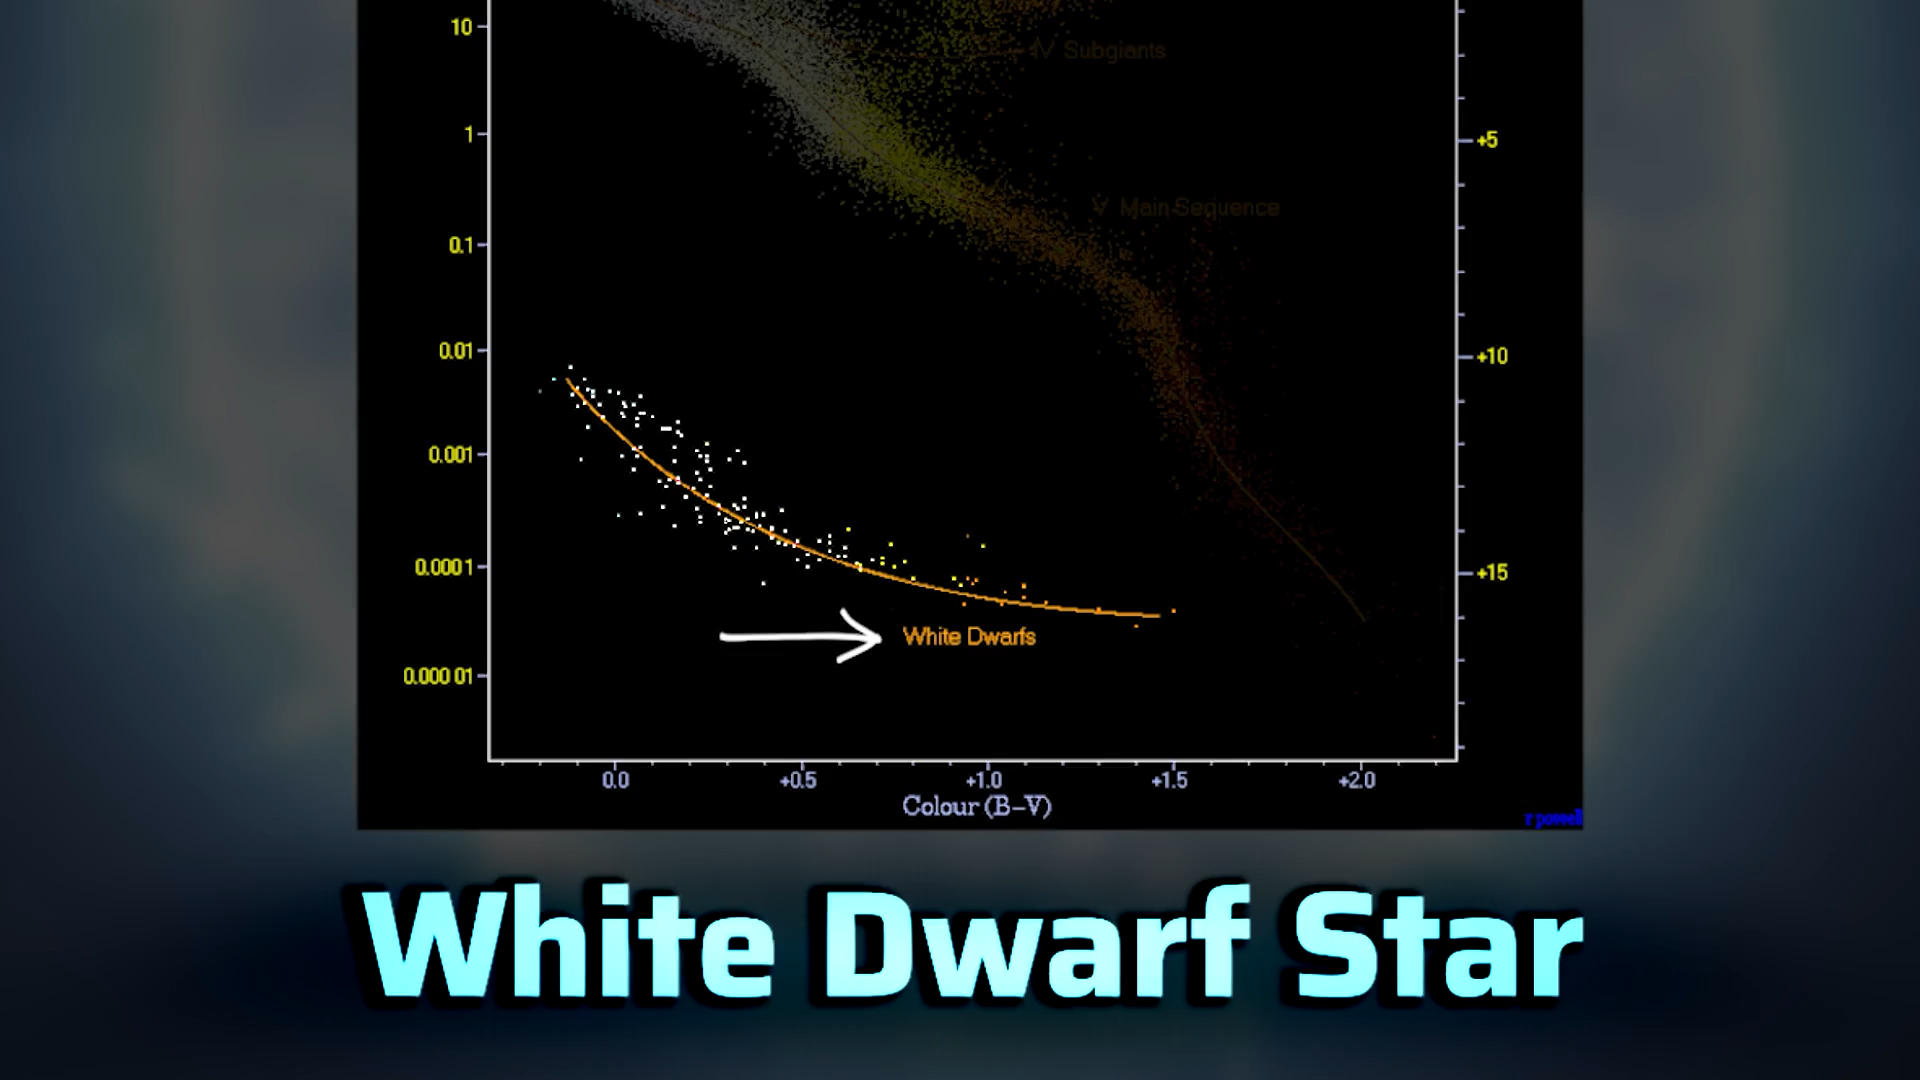 10
IV Subgiants
1
+5
V Main Sequence
0.1
0.01
+10
0.001
0.0001
+15
White Dwarfs
0.000 01
0.0 +0.5 +1.0 +1.5 +2.0
Colour (B–V)
r powell
White Dwarf Star